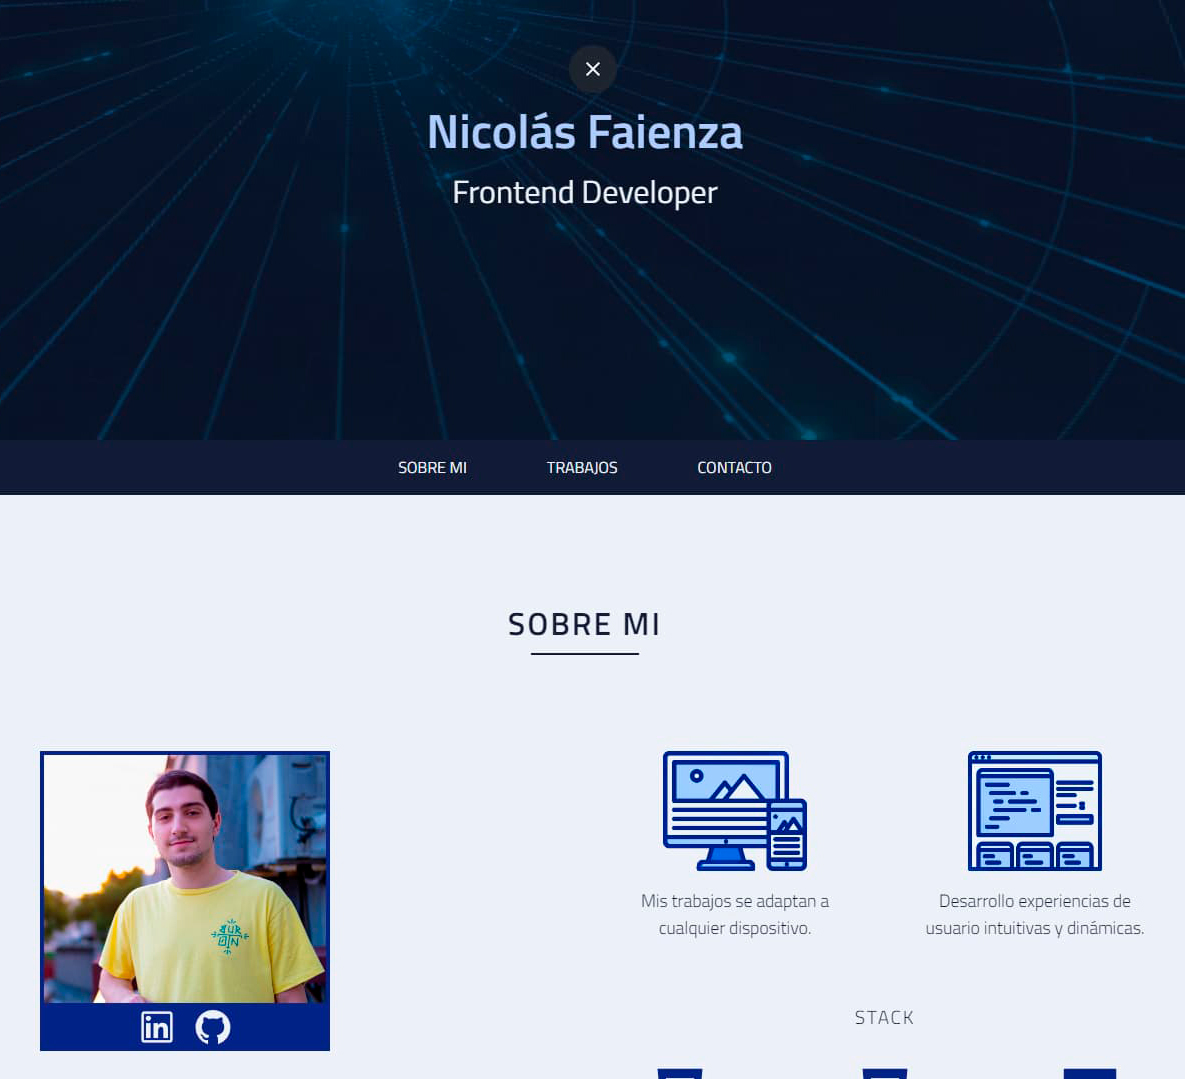 Nicolás Faienza
Frontend Developer
SOBRE MI
TRABAJOS
CONTACTO
SOBRE MI
in
Mis trabajos se adaptan a
cualquier dispositivo.
Desarrollo experiencias de
usuario intuitivas y dinámicas.
STACK